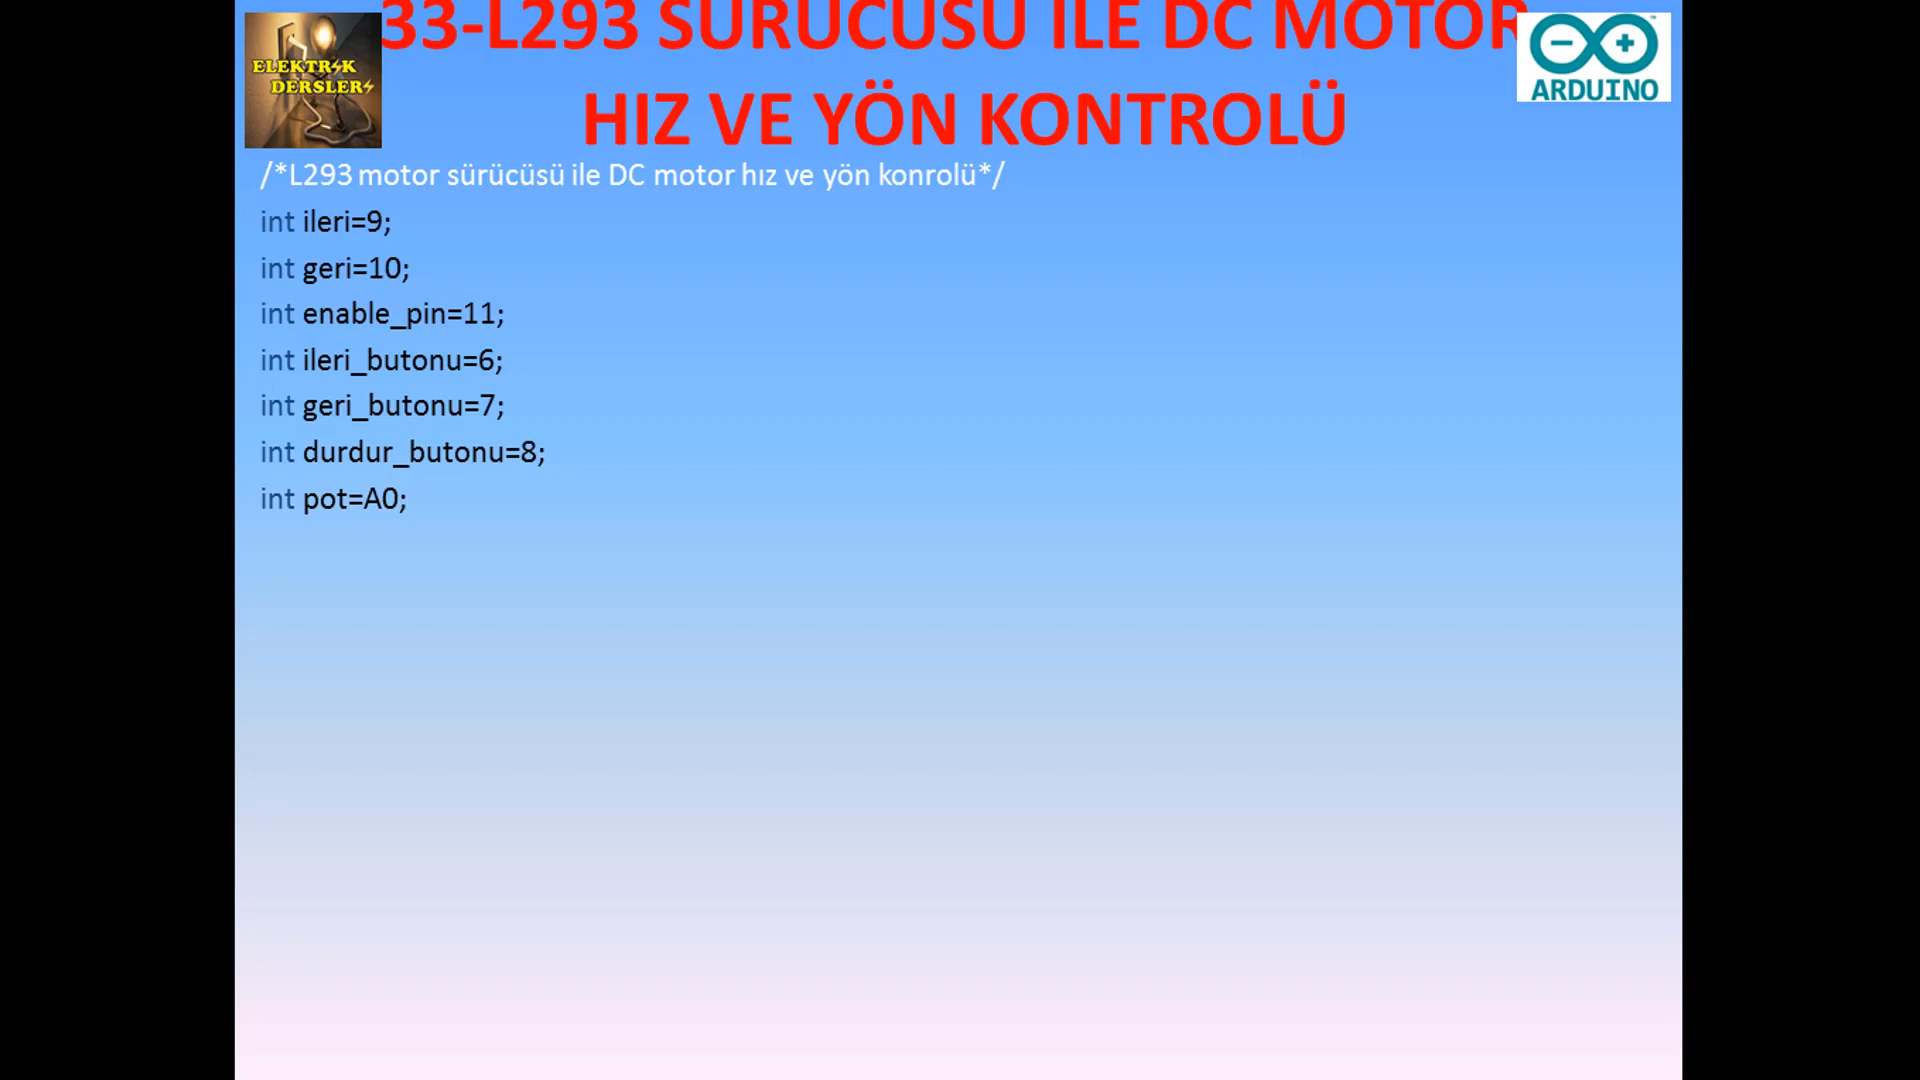 33-L293 SÜRÜCÜSÜ İLE DC MOTOR
HIZ VE YÖN KONTROLÜ
ELEKTRİK
DERSLERİ
ARDUINO
/*L293 motor sürücüsü ile DC motor hız ve yön konrolü*/
int ileri=9;
int geri=10;
int enable_pin=11;
int ileri_butonu=6;
int geri_butonu=7;
int durdur_butonu=8;
int pot=A0;